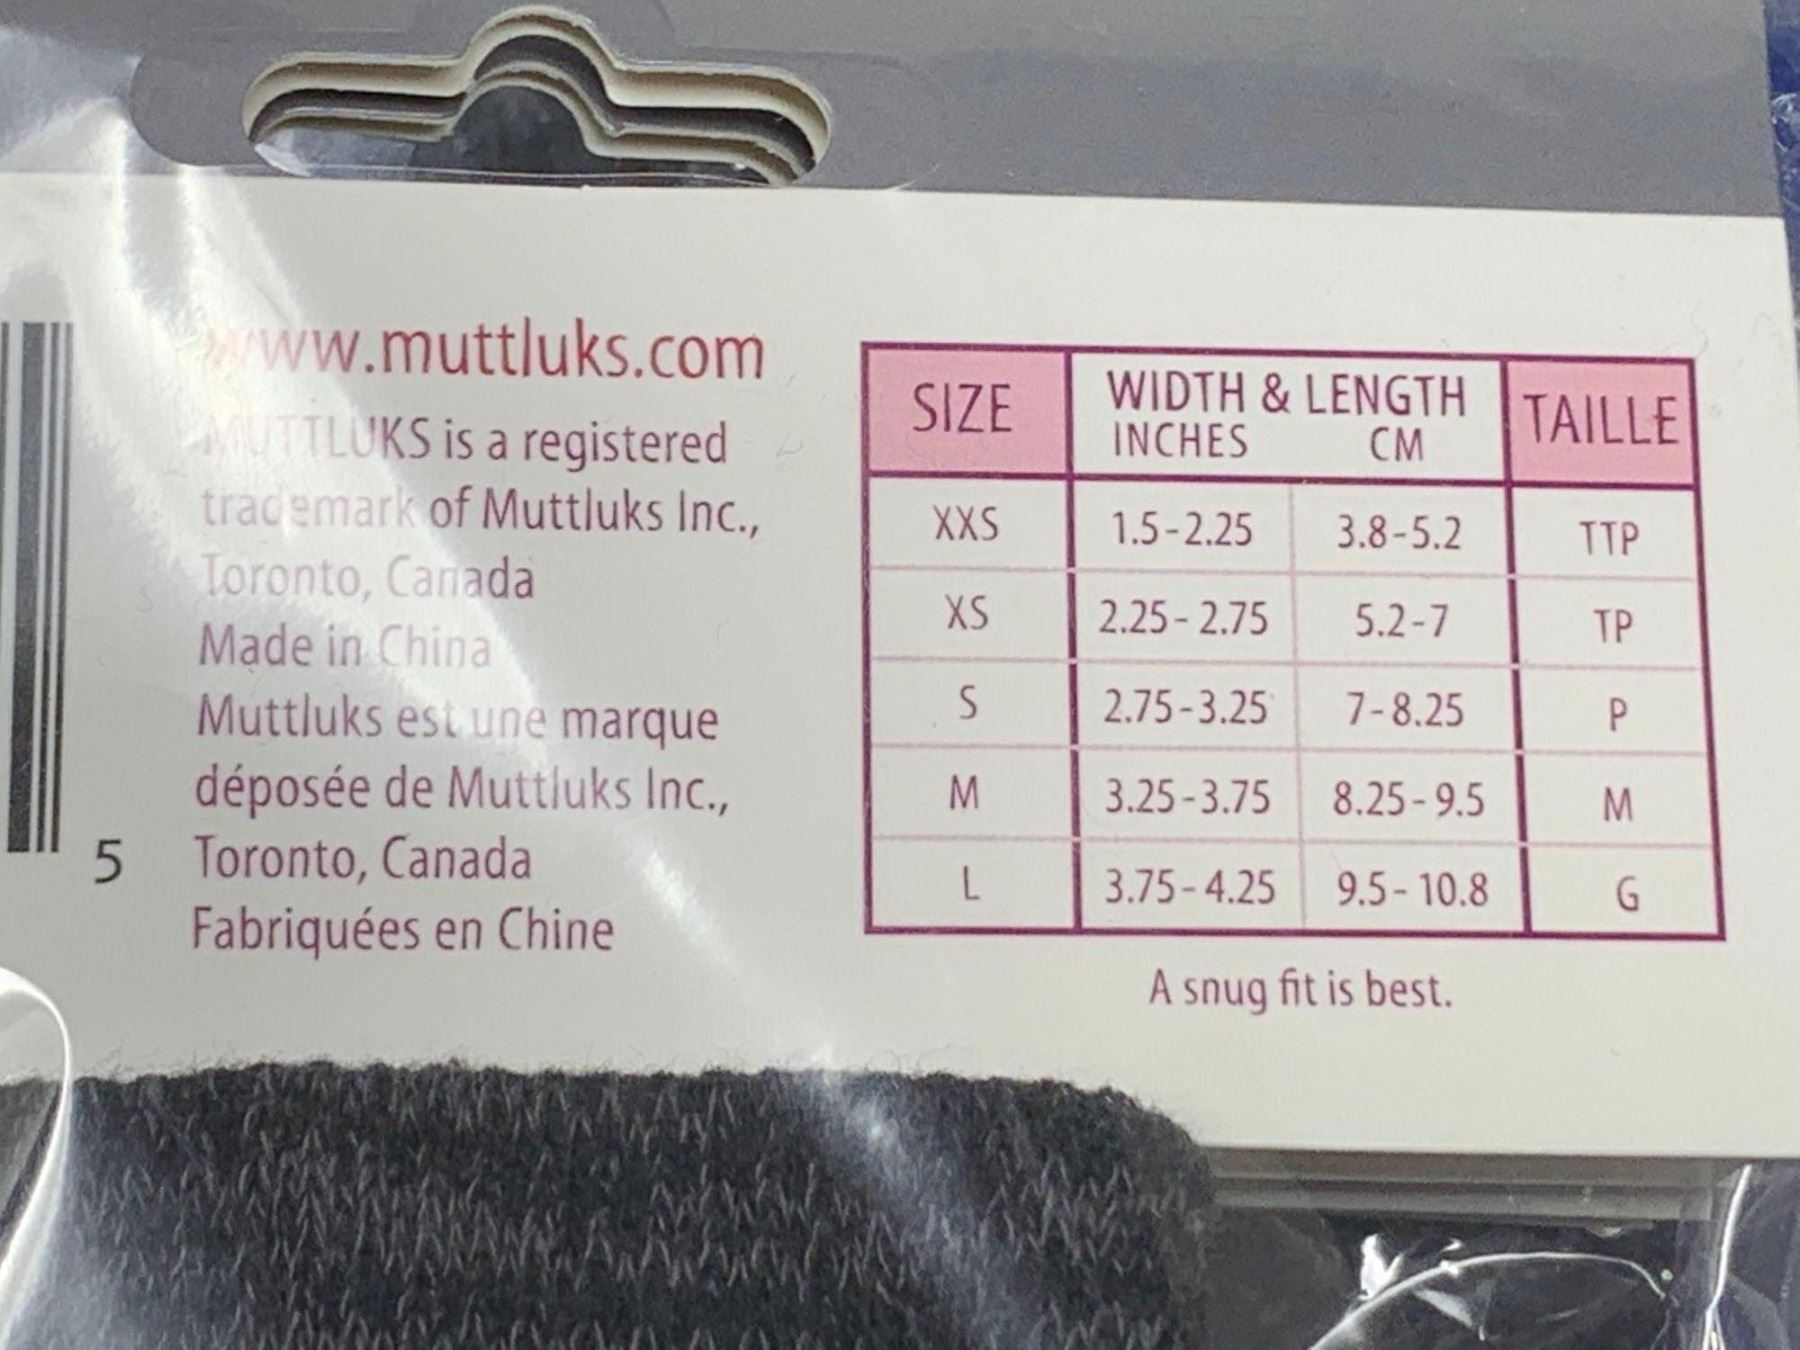 www.muttluks.com
MUTTLUKS is a registered
trademark of Muttluks Inc.,
Toronto, Canada
Made in China
Muttluks est une marque
déposée de Muttluks Inc.,
Toronto, Canada
Fabriquées en Chine
5
SIZE WIDTH & LENGTH TAILLE
INCHES CM
XXS 1.5-2.25 3.8-5.2 TTP
XS 2.25-2.75 5.2-7 TP
S 2.75-3.25 7-8.25 P
M 3.25-3.75 8.25-9.5 M
L 3.75-4.25 9.5-10.8 G
A snug fit is best.